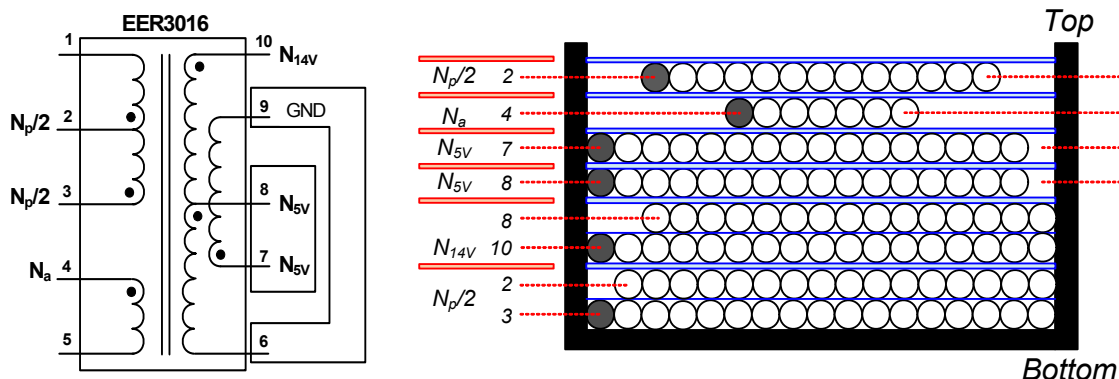 EER3016
1
10
N14V
9
GND
Np/2
2
Np/2
3
8
N5V
Na
4
7
N5V
5
6
Top
Np/2 2
Na 4
N5V 7
N5V 8
8
N14V 10
2
Np/2
3
Bottom